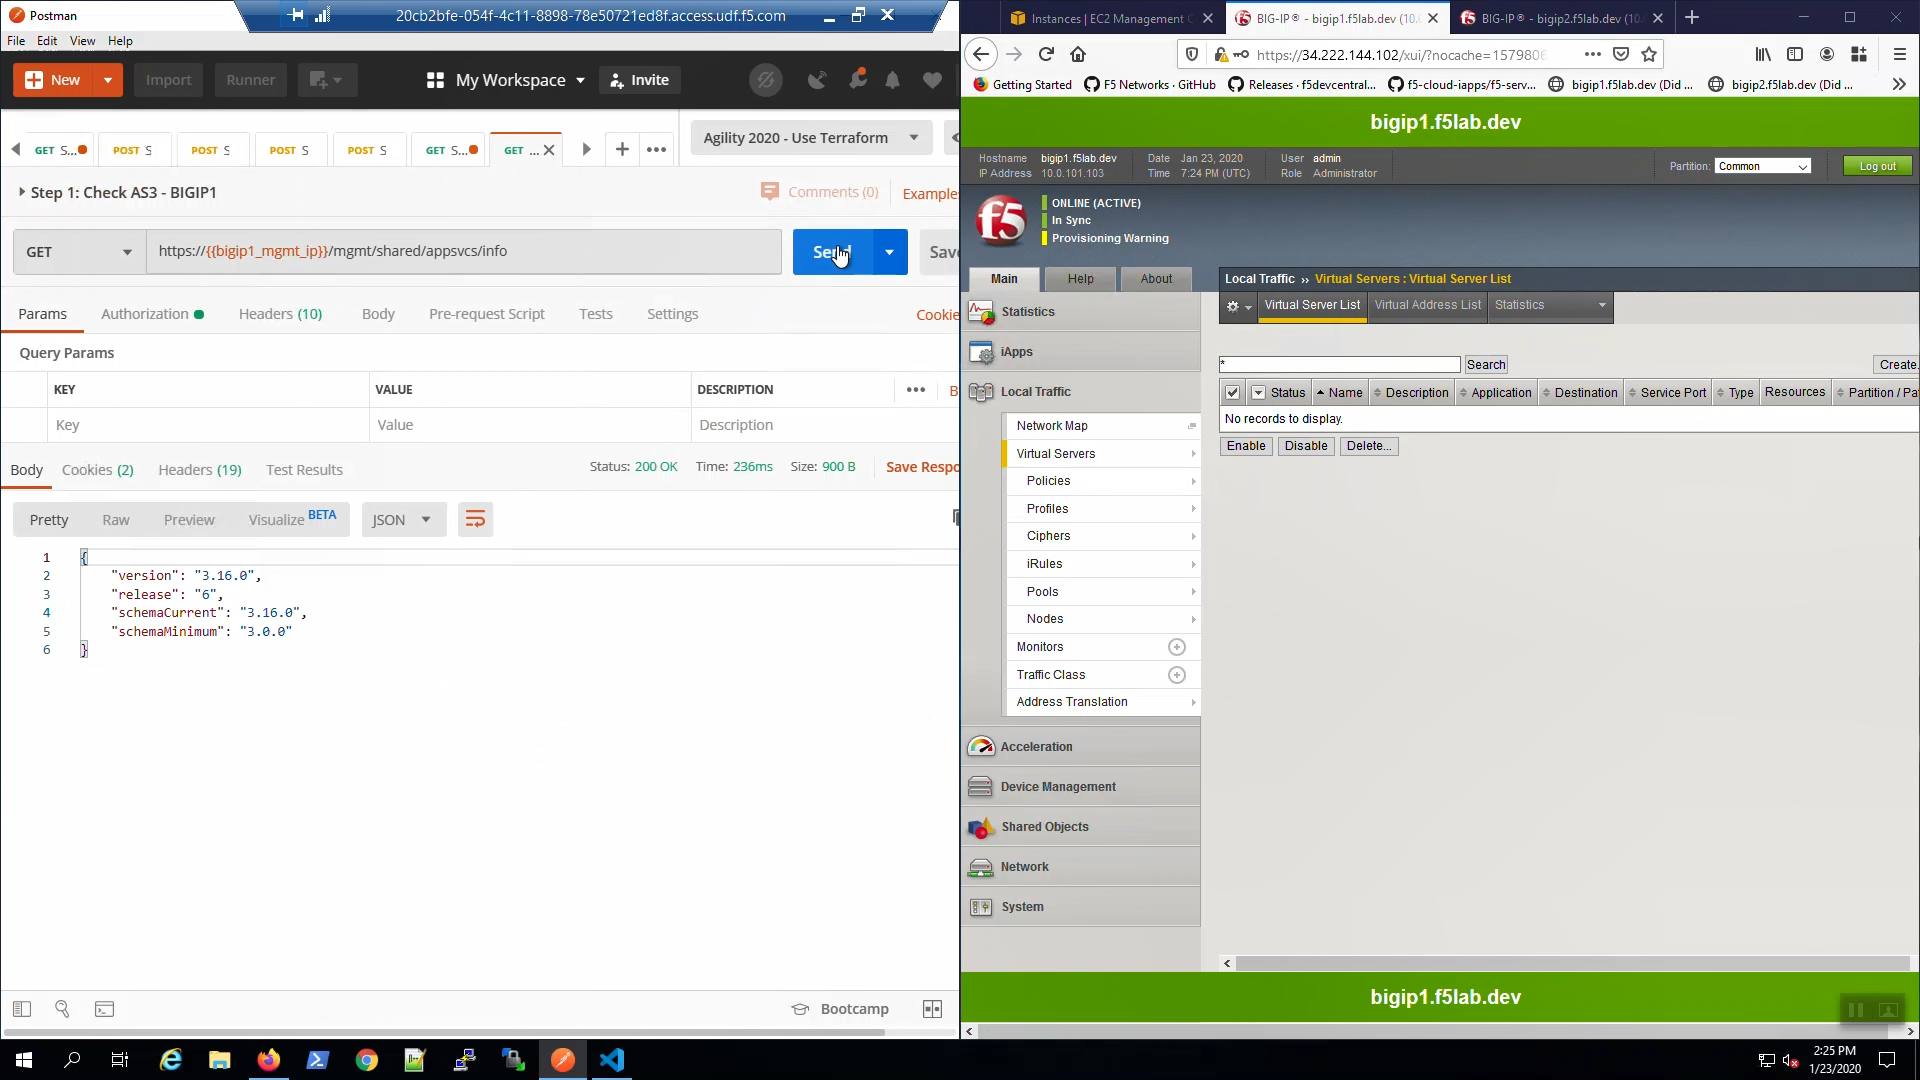 Postman
20cb2bfe-054f-4c11-8898-78e50721ed8f.access.udf.f5.com
File Edit View Help
New
Import
Runner
My Workspace
Invite
GET S...
POST S
POST S
POST S
POST S
GET S...
GET ...
Agility 2020 - Use Terraform
Step 1: Check AS3 - BIGIP1
Comments (0)
Examples
GET
https://{{bigip1_mgmt_ip}}/mgmt/shared/appsvcs/info
Send
Save
Params
Authorization
Headers (10)
Body
Pre-request Script
Tests
Settings
Cookie
Query Params
KEY
VALUE
DESCRIPTION
B
Key
Value
Description
Body
Cookies (2)
Headers (19)
Test Results
Status: 200 OK
Time: 236ms
Size: 900 B
Save Respo
Pretty
Raw
Preview
Visualize BETA
JSON
1 {
2 "version": "3.16.0",
3 "release": "6",
4 "schemaCurrent": "3.16.0",
5 "schemaMinimum": "3.0.0"
6 }
Bootcamp
Instances | EC2 Management C
BIG-IP® - bigip1.f5lab.dev (10.
BIG-IP® - bigip2.f5lab.dev (10.
https://34.222.144.102/xui/?nocache=1579806
Getting Started
F5 Networks · GitHub
Releases · f5devcentral...
f5-cloud-iapps/f5-serv...
bigip1.f5lab.dev (Did ...
bigip2.f5lab.dev (Did ...
bigip1.f5lab.dev
Hostname bigip1.f5lab.dev
IP Address 10.0.101.103
Date Jan 23, 2020
Time 7:24 PM (UTC)
User admin
Role Administrator
Partition: Common
Log out
f5
ONLINE (ACTIVE)
In Sync
Provisioning Warning
Main
Help
About
Local Traffic ›› Virtual Servers : Virtual Server List
Virtual Server List
Virtual Address List
Statistics
Statistics
iApps
Local Traffic
Network Map
Virtual Servers
Policies
Profiles
Ciphers
iRules
Pools
Nodes
Monitors
Traffic Class
Address Translation
Acceleration
Device Management
Shared Objects
Network
System
*
Search
Create.
Status
Name
Description
Application
Destination
Service Port
Type
Resources
Partition / Pa
No records to display.
Enable
Disable
Delete...
bigip1.f5lab.dev
2:25 PM
1/23/2020